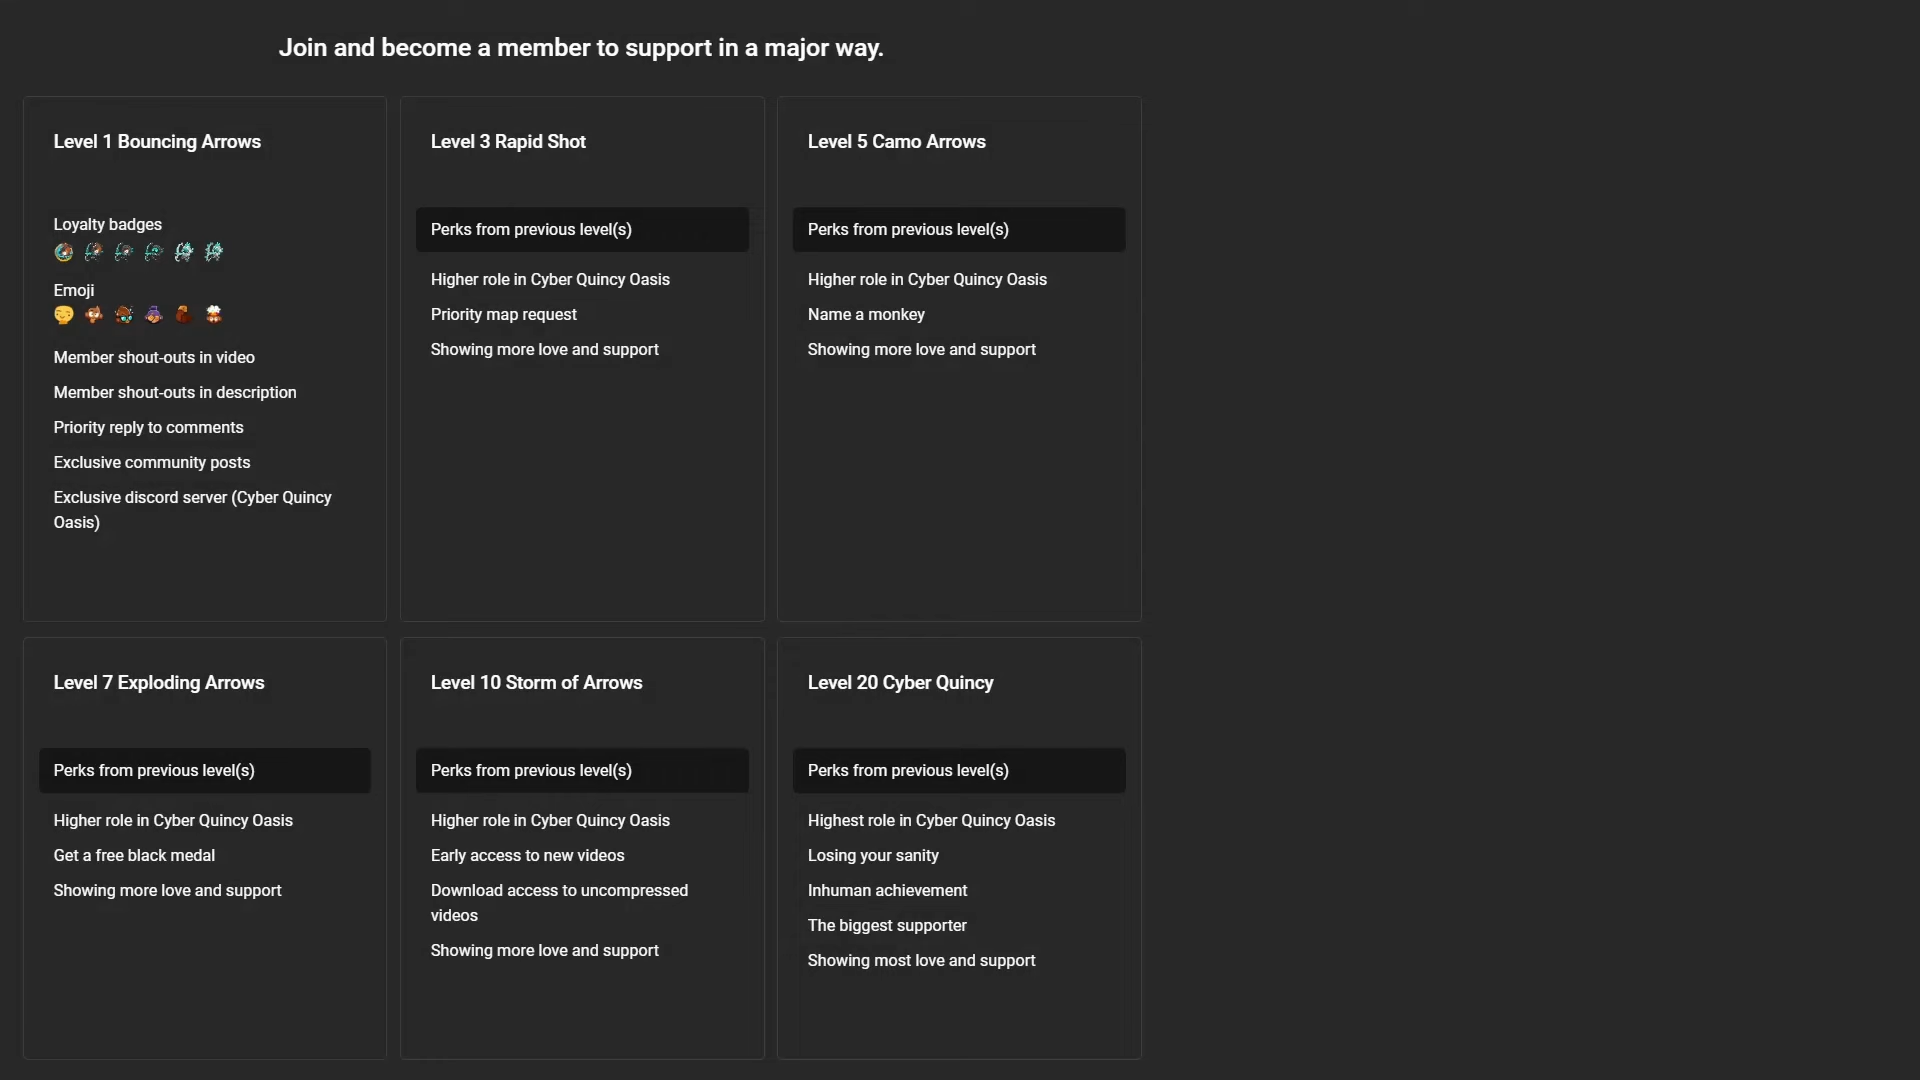 Join and become a member to support in a major way.
Level 1 Bouncing Arrows
Loyalty badges
Emoji
Member shout-outs in video
Member shout-outs in description
Priority reply to comments
Exclusive community posts
Exclusive discord server (Cyber Quincy
Oasis)
Level 3 Rapid Shot
Perks from previous level(s)
Higher role in Cyber Quincy Oasis
Priority map request
Showing more love and support
Level 5 Camo Arrows
Perks from previous level(s)
Higher role in Cyber Quincy Oasis
Name a monkey
Showing more love and support
Level 7 Exploding Arrows
Perks from previous level(s)
Higher role in Cyber Quincy Oasis
Get a free black medal
Showing more love and support
Level 10 Storm of Arrows
Perks from previous level(s)
Higher role in Cyber Quincy Oasis
Early access to new videos
Download access to uncompressed
videos
Showing more love and support
Level 20 Cyber Quincy
Perks from previous level(s)
Highest role in Cyber Quincy Oasis
Losing your sanity
Inhuman achievement
The biggest supporter
Showing most love and support